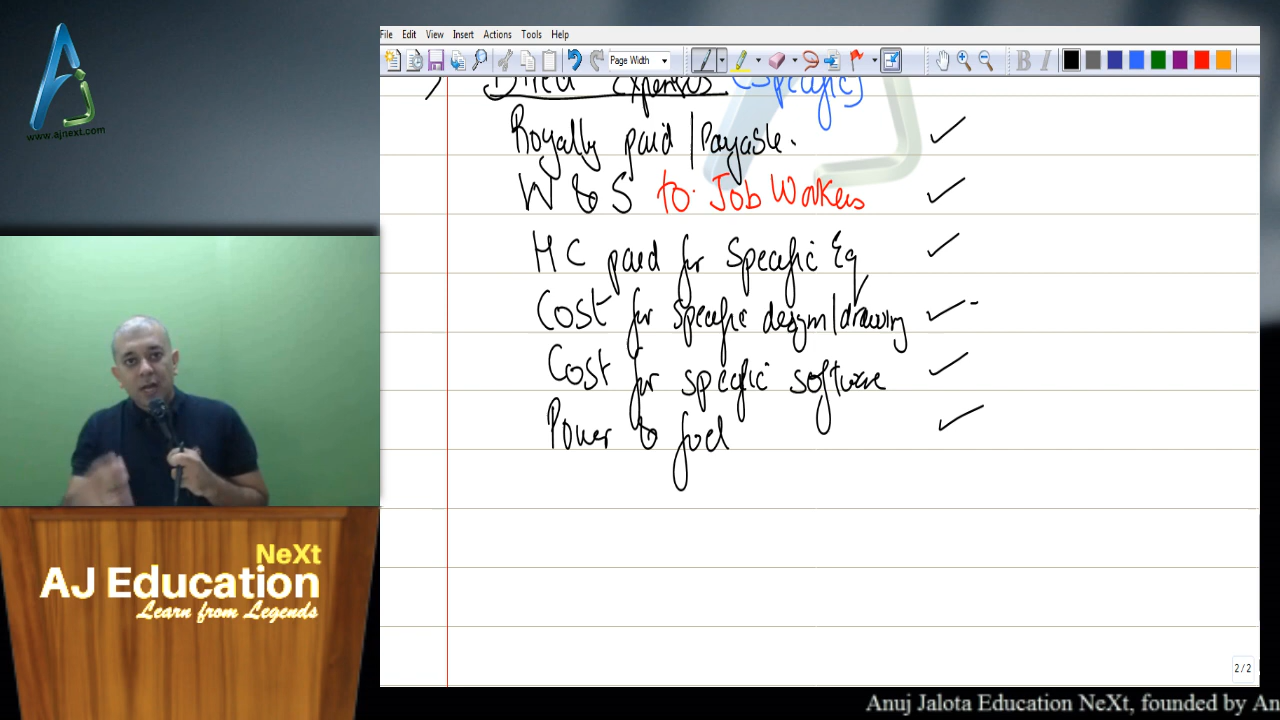 www.ajnext.com
File Edit View Insert Actions Tools Help
Page Width
B I
Direct Expenses (Specific)
Royalty paid / Payable.
W & S to Job Workers
HC paid for Specific Eq
Cost for specific design/drawing
Cost for specific software
Power & fuel
2/2
NeXt
AJ Education
Learn from Legends
Anuj Jalota Education NeXt, founded by An